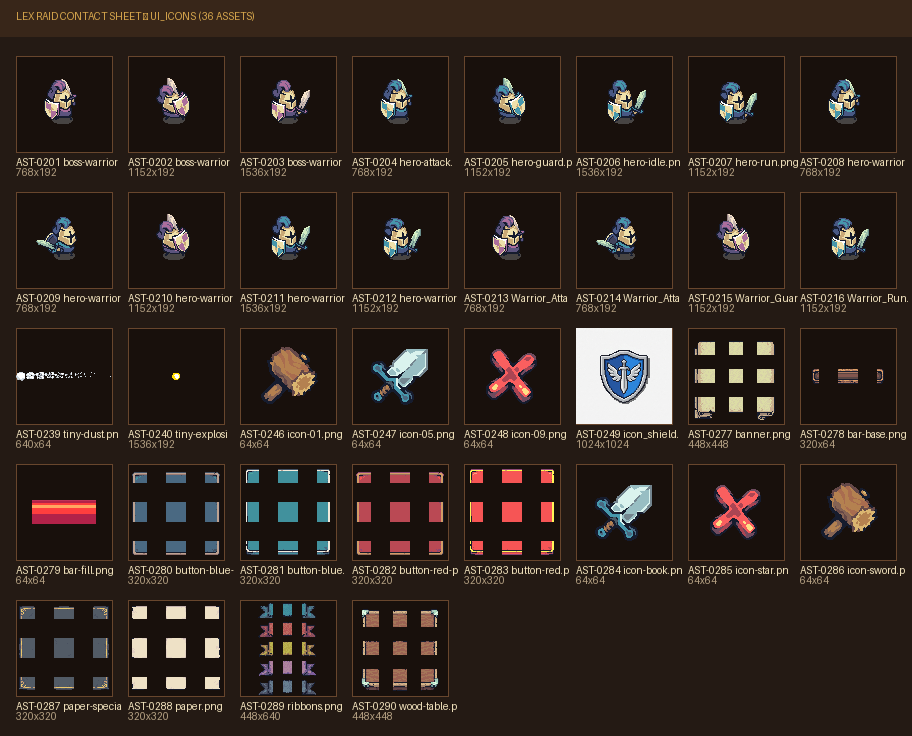 LEX RAID CONTACT SHEET▯ UI_ICONS (36 ASSETS)
AST-0201 boss-warrior
768x192
AST-0202 boss-warrior
1152x192
AST-0203 boss-warrior
1536x192
AST-0204 hero-attack.
768x192
AST-0205 hero-guard.p
1152x192
AST-0206 hero-idle.pn
1536x192
AST-0207 hero-run.png
1152x192
AST-0208 hero-warrior
768x192
AST-0209 hero-warrior
768x192
AST-0210 hero-warrior
1152x192
AST-0211 hero-warrior
1536x192
AST-0212 hero-warrior
1152x192
AST-0213 Warrior_Atta
768x192
AST-0214 Warrior_Atta
768x192
AST-0215 Warrior_Guar
1152x192
AST-0216 Warrior_Run.
1152x192
AST-0239 tiny-dust.pn
640x64
AST-0240 tiny-explosi
1536x192
AST-0246 icon-01.png
64x64
AST-0247 icon-05.png
64x64
AST-0248 icon-09.png
64x64
AST-0249 icon_shield.
1024x1024
AST-0277 banner.png
448x448
AST-0278 bar-base.png
320x64
AST-0279 bar-fill.png
64x64
AST-0280 button-blue-
320x320
AST-0281 button-blue.
320x320
AST-0282 button-red-p
320x320
AST-0283 button-red.p
320x320
AST-0284 icon-book.pn
64x64
AST-0285 icon-star.pn
64x64
AST-0286 icon-sword.p
64x64
AST-0287 paper-specia
320x320
AST-0288 paper.png
320x320
AST-0289 ribbons.png
448x640
AST-0290 wood-table.p
448x448